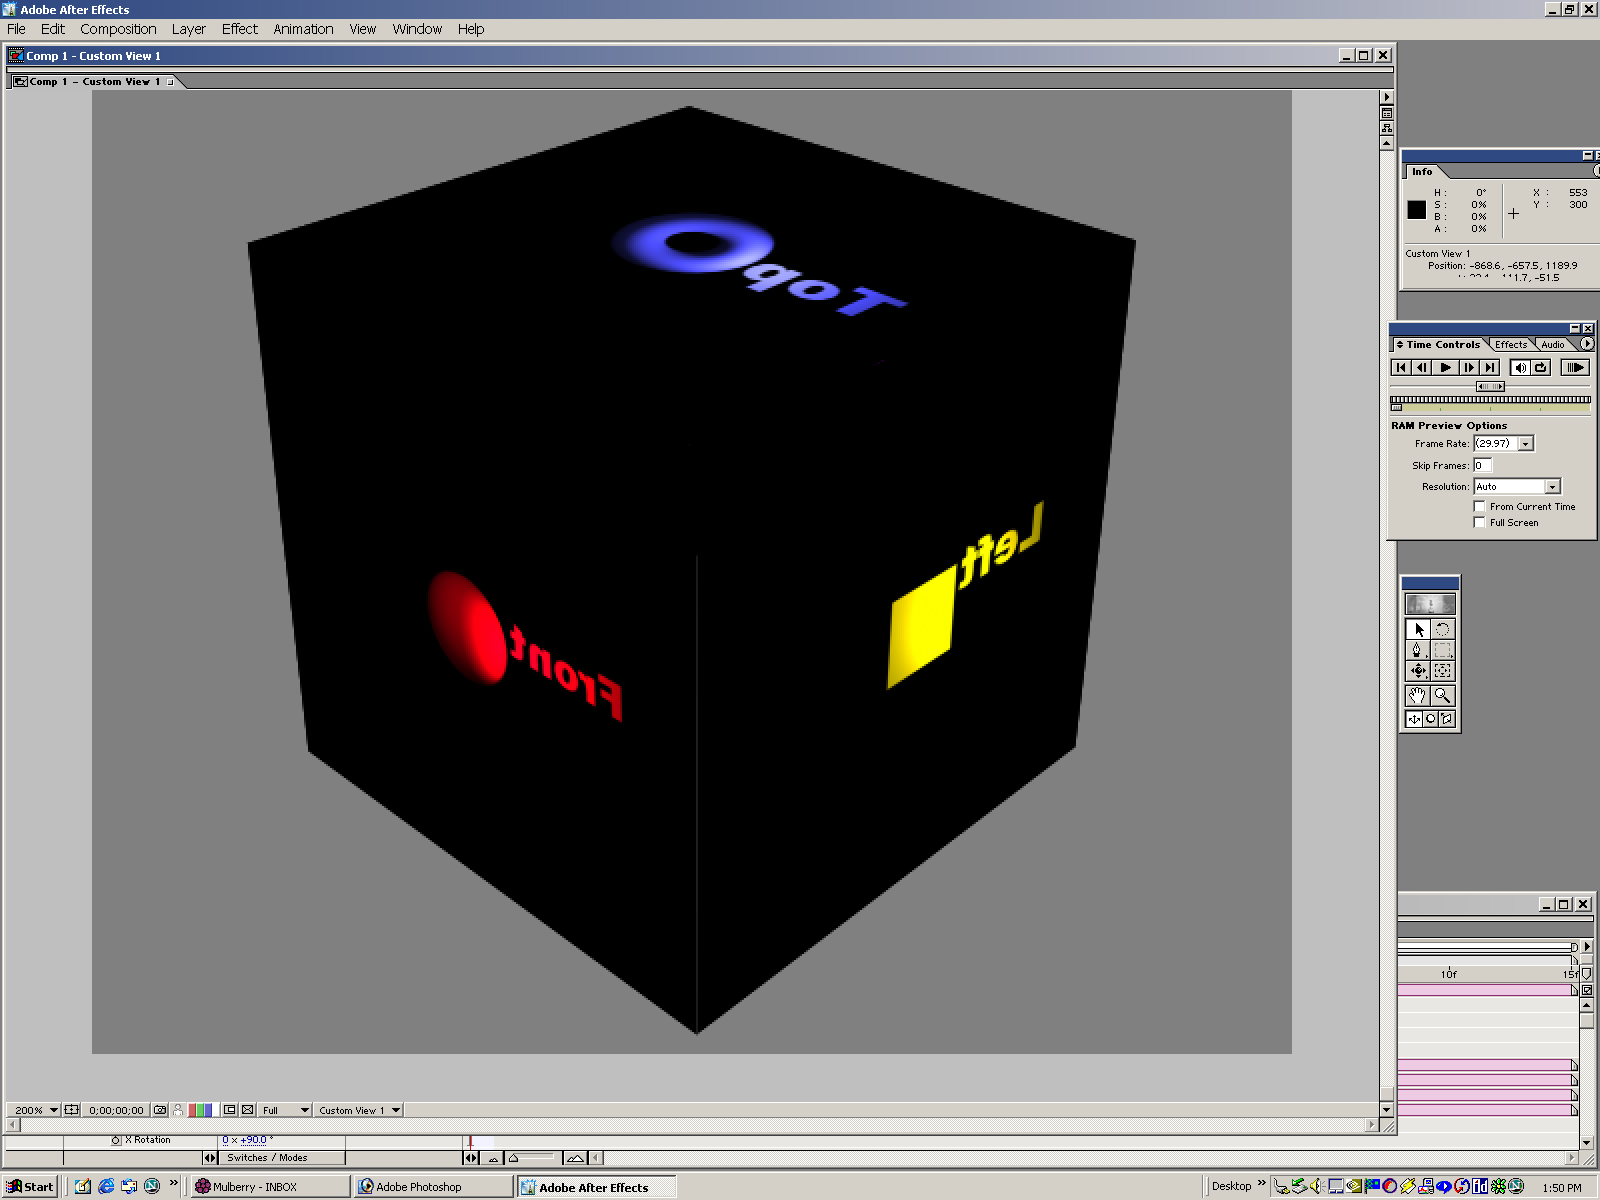 Adobe After Effects
File Edit Composition Layer Effect Animation View Window Help
Comp 1 - Custom View 1
Comp 1 - Custom View 1
Top
Left
Front
Info
H : 0°
S : 0%
B : 0%
A : 0%
X : 553
Y : 300
Custom View 1
Position: -868.6, -657.5, 1189.9
Time Controls Effects Audio
RAM Preview Options
Frame Rate: (29.97)
Skip Frames: 0
Resolution: Auto
From Current Time
Full Screen
10f 15f
200% 0;00;00;00 Full Custom View 1
X Rotation 0 x +90.0 °
Switches / Modes
Start Mulberry - INBOX Adobe Photoshop Adobe After Effects Desktop 1:50 PM